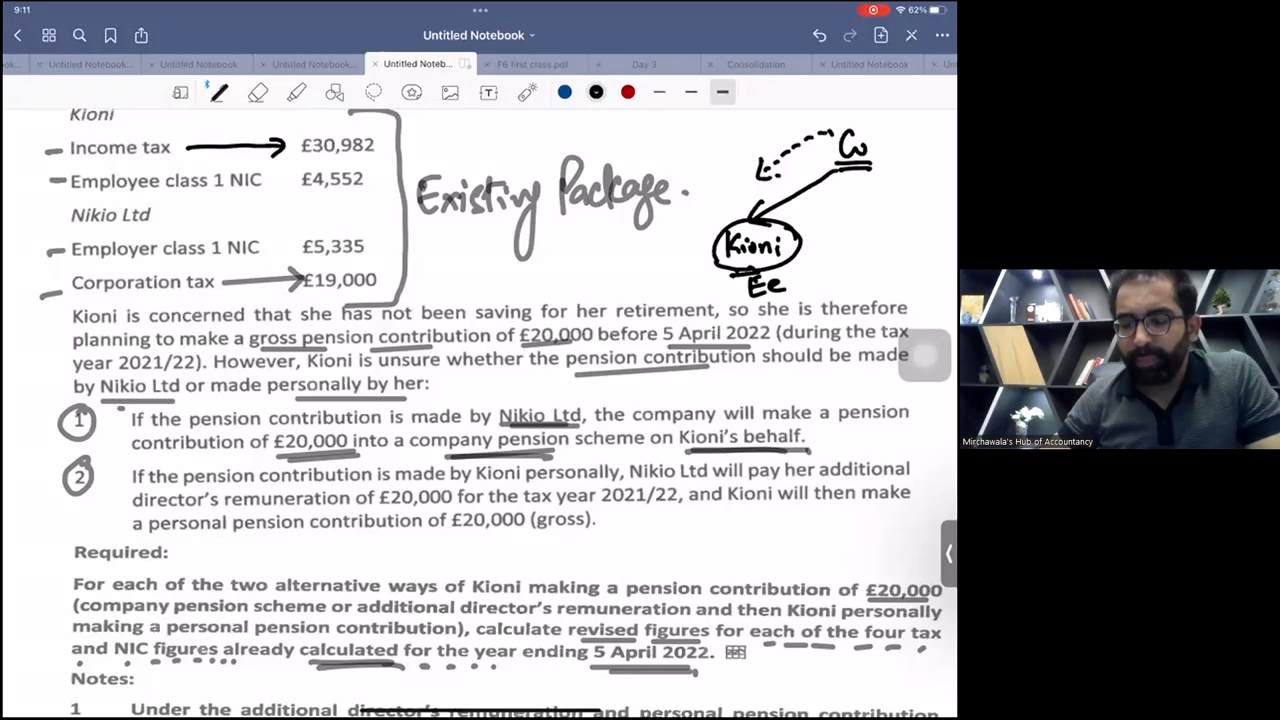 9:11
62%
Untitled Notebook
Untitled Notebook...
Untitled Notebook
Untitled Notebook...
Untitled Noteb...
F6 first class.pdf
Day 3
Consolidation
Untitled Notebook
Kioni
Income tax £30,982
Employee class 1 NIC £4,552
Nikio Ltd
Employer class 1 NIC £5,335
Corporation tax £19,000
Existing Package.
Co
Kioni
Ee
Kioni is concerned that she has not been saving for her retirement, so she is therefore
planning to make a gross pension contribution of £20,000 before 5 April 2022 (during the tax
year 2021/22). However, Kioni is unsure whether the pension contribution should be made
by Nikio Ltd or made personally by her:
1 If the pension contribution is made by Nikio Ltd, the company will make a pension
contribution of £20,000 into a company pension scheme on Kioni's behalf.
2 If the pension contribution is made by Kioni personally, Nikio Ltd will pay her additional
director's remuneration of £20,000 for the tax year 2021/22, and Kioni will then make
a personal pension contribution of £20,000 (gross).
Required:
For each of the two alternative ways of Kioni making a pension contribution of £20,000
(company pension scheme or additional director's remuneration and then Kioni personally
making a personal pension contribution), calculate revised figures for each of the four tax
and NIC figures already calculated for the year ending 5 April 2022.
Notes:
1 Under the additional director's remuneration and personal pension contribution
Mirchawala's Hub of Accountancy